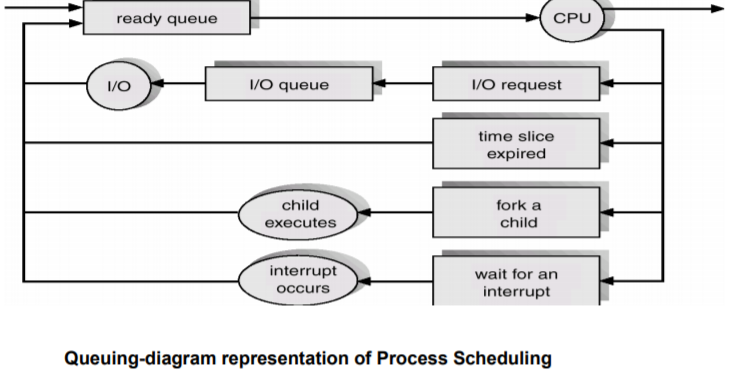 ready queue
CPU
I/O
I/O queue
I/O request
time slice
expired
child
executes
fork a
child
interrupt
occurs
wait for an
interrupt
Queuing-diagram representation of Process Scheduling